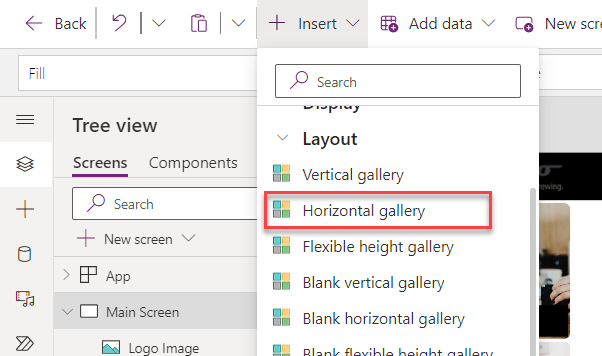 Back
Insert
Add data
New scre
Fill
Search
Display
Layout
Tree view
Screens
Components
Search
New screen
App
Main Screen
Logo Image
Vertical gallery
Horizontal gallery
Flexible height gallery
Blank vertical gallery
Blank horizontal gallery
Blank flexible height gallery
rewing.